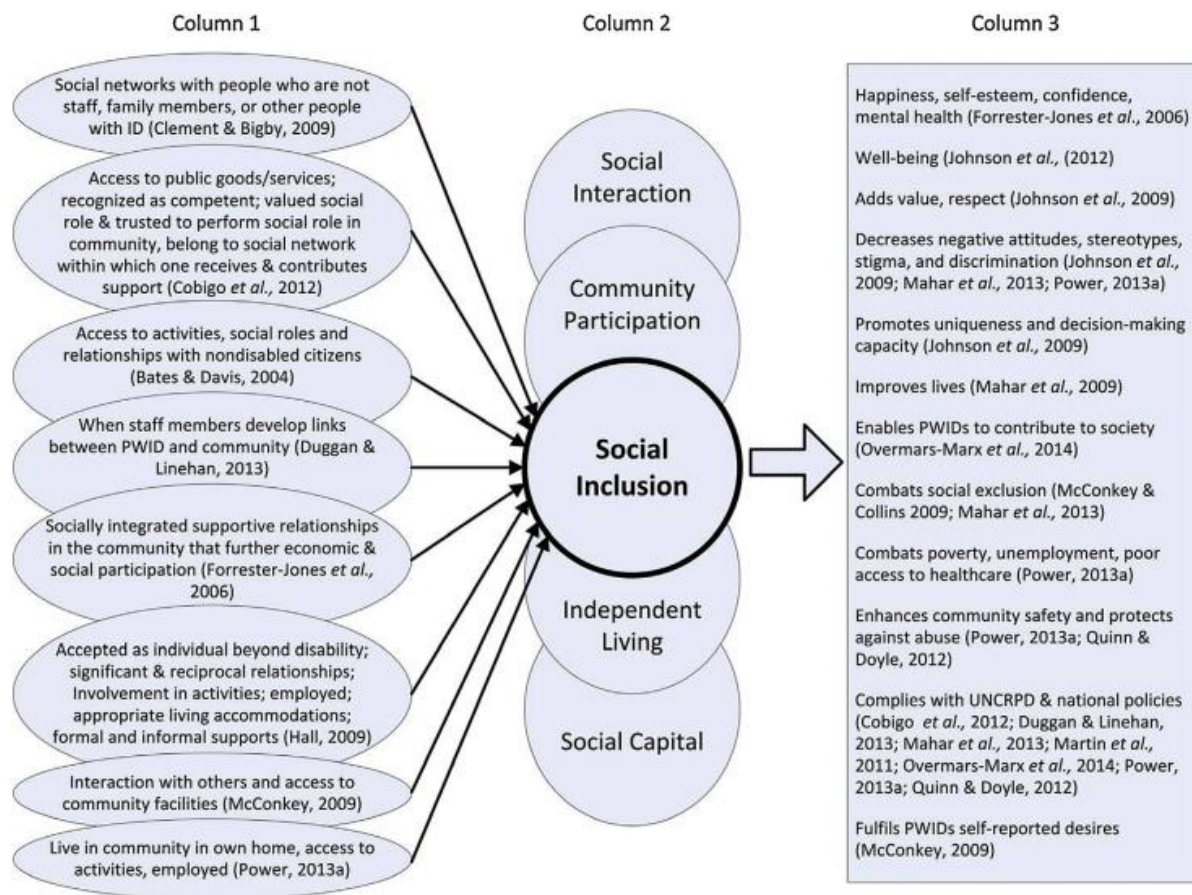 Column 1
Social networks with people who are not
staff, family members, or other people
with ID (Clement & Bigby, 2009)
Access to public goods/services;
recognized as competent; valued social
role & trusted to perform social role in
community, belong to social network
within which one receives & contributes
support (Cobigo et al., 2012)
Access to activities, social roles and
relationships with nondisabled citizens
(Bates & Davis, 2004)
When staff members develop links
between PWID and community (Duggan &
Linehan, 2013)
Socially integrated supportive relationships
in the community that further economic &
social participation (Forrester-Jones et al.,
2006)
Accepted as individual beyond disability;
significant & reciprocal relationships;
Involvement in activities; employed;
appropriate living accommodations;
formal and informal supports (Hall, 2009)
Interaction with others and access to
community facilities (McConkey, 2009)
Live in community in own home, access to
activities, employed (Power, 2013a)
Column 2
Social
Interaction
Community
Participation
Social
Inclusion
Independent
Living
Social Capital
Column 3
Happiness, self-esteem, confidence,
mental health (Forrester-Jones et al., 2006)
Well-being (Johnson et al., (2012)
Adds value, respect (Johnson et al., 2009)
Decreases negative attitudes, stereotypes,
stigma, and discrimination (Johnson et al.,
2009; Mahar et al., 2013; Power, 2013a)
Promotes uniqueness and decision-making
capacity (Johnson et al., 2009)
Improves lives (Mahar et al., 2009)
Enables PWIDs to contribute to society
(Overmars-Marx et al., 2014)
Combats social exclusion (McConkey &
Collins 2009; Mahar et al., 2013)
Combats poverty, unemployment, poor
access to healthcare (Power, 2013a)
Enhances community safety and protects
against abuse (Power, 2013a; Quinn &
Doyle, 2012)
Complies with UNCRPD & national policies
(Cobigo et al., 2012; Duggan & Linehan,
2013; Mahar et al., 2013; Martin et al.,
2011; Overmars-Marx et al., 2014; Power,
2013a; Quinn & Doyle, 2012)
Fulfils PWIDs self-reported desires
(McConkey, 2009)